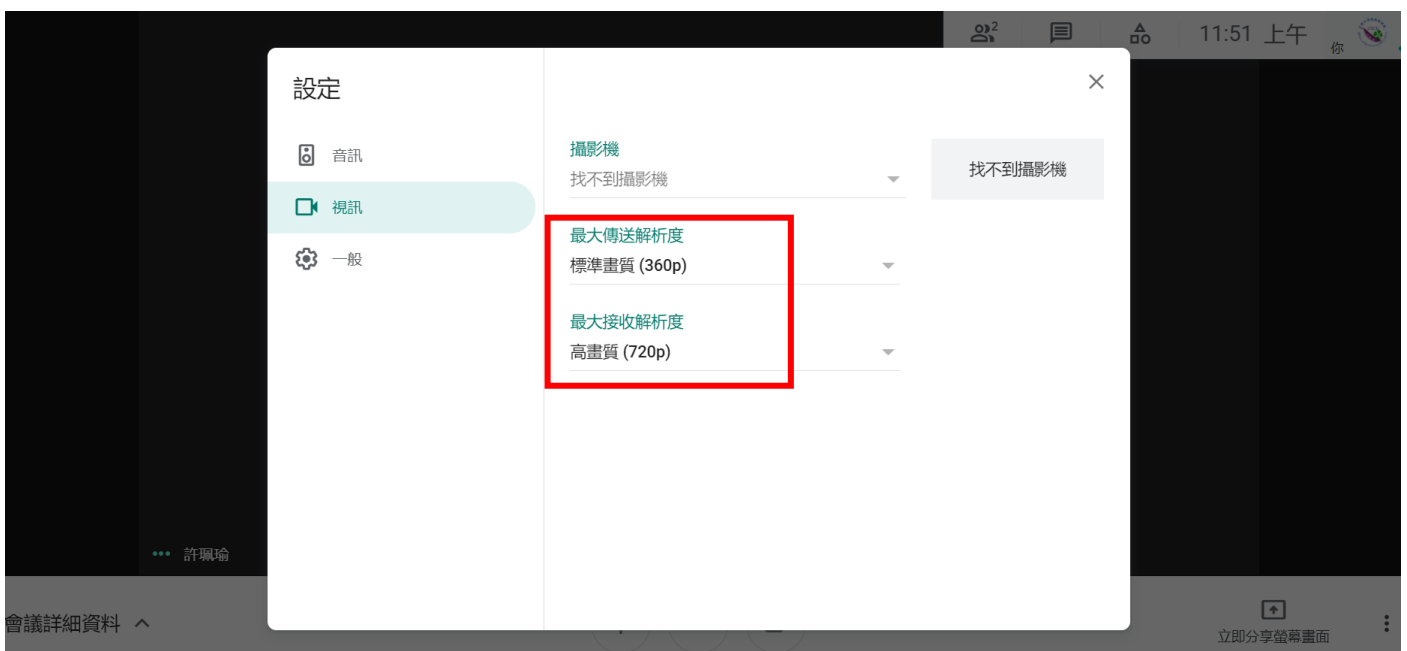 2
11:51 上午
你
設定
音訊
視訊
一般
攝影機
找不到攝影機
找不到攝影機
最大傳送解析度
標準畫質 (360p)
最大接收解析度
高畫質 (720p)
許珮瑜
會議詳細資料
立即分享螢幕畫面